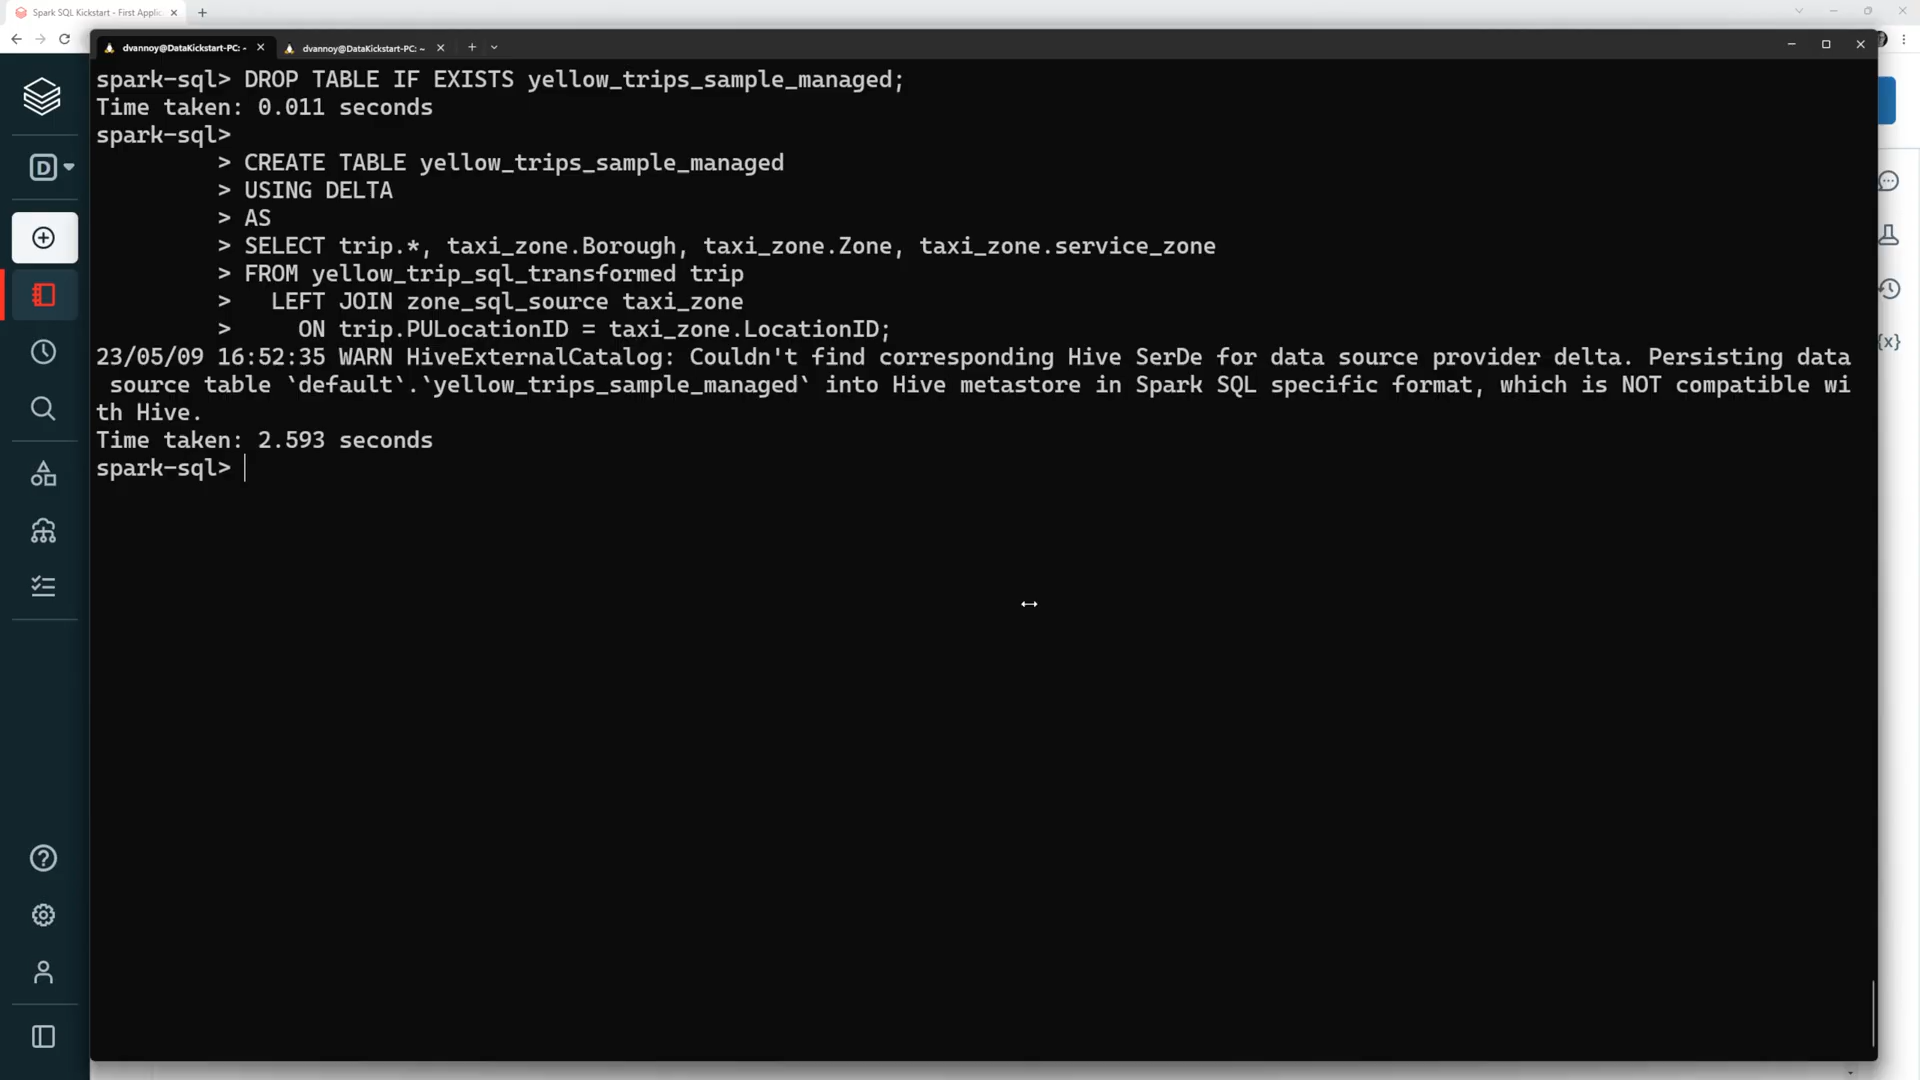 Spark SQL Kickstart - First Applic
dvannoy@DataKickstart-PC: ~
dvannoy@DataKickstart-PC: ~
spark-sql> DROP TABLE IF EXISTS yellow_trips_sample_managed;
Time taken: 0.011 seconds
spark-sql>
         > CREATE TABLE yellow_trips_sample_managed
         > USING DELTA
         > AS
         > SELECT trip.*, taxi_zone.Borough, taxi_zone.Zone, taxi_zone.service_zone
         > FROM yellow_trip_sql_transformed trip
         >   LEFT JOIN zone_sql_source taxi_zone
         >     ON trip.PULocationID = taxi_zone.LocationID;
23/05/09 16:52:35 WARN HiveExternalCatalog: Couldn't find corresponding Hive SerDe for data source provider delta. Persisting data
 source table `default`.`yellow_trips_sample_managed` into Hive metastore in Spark SQL specific format, which is NOT compatible wi
th Hive.
Time taken: 2.593 seconds
spark-sql>
D
{x}